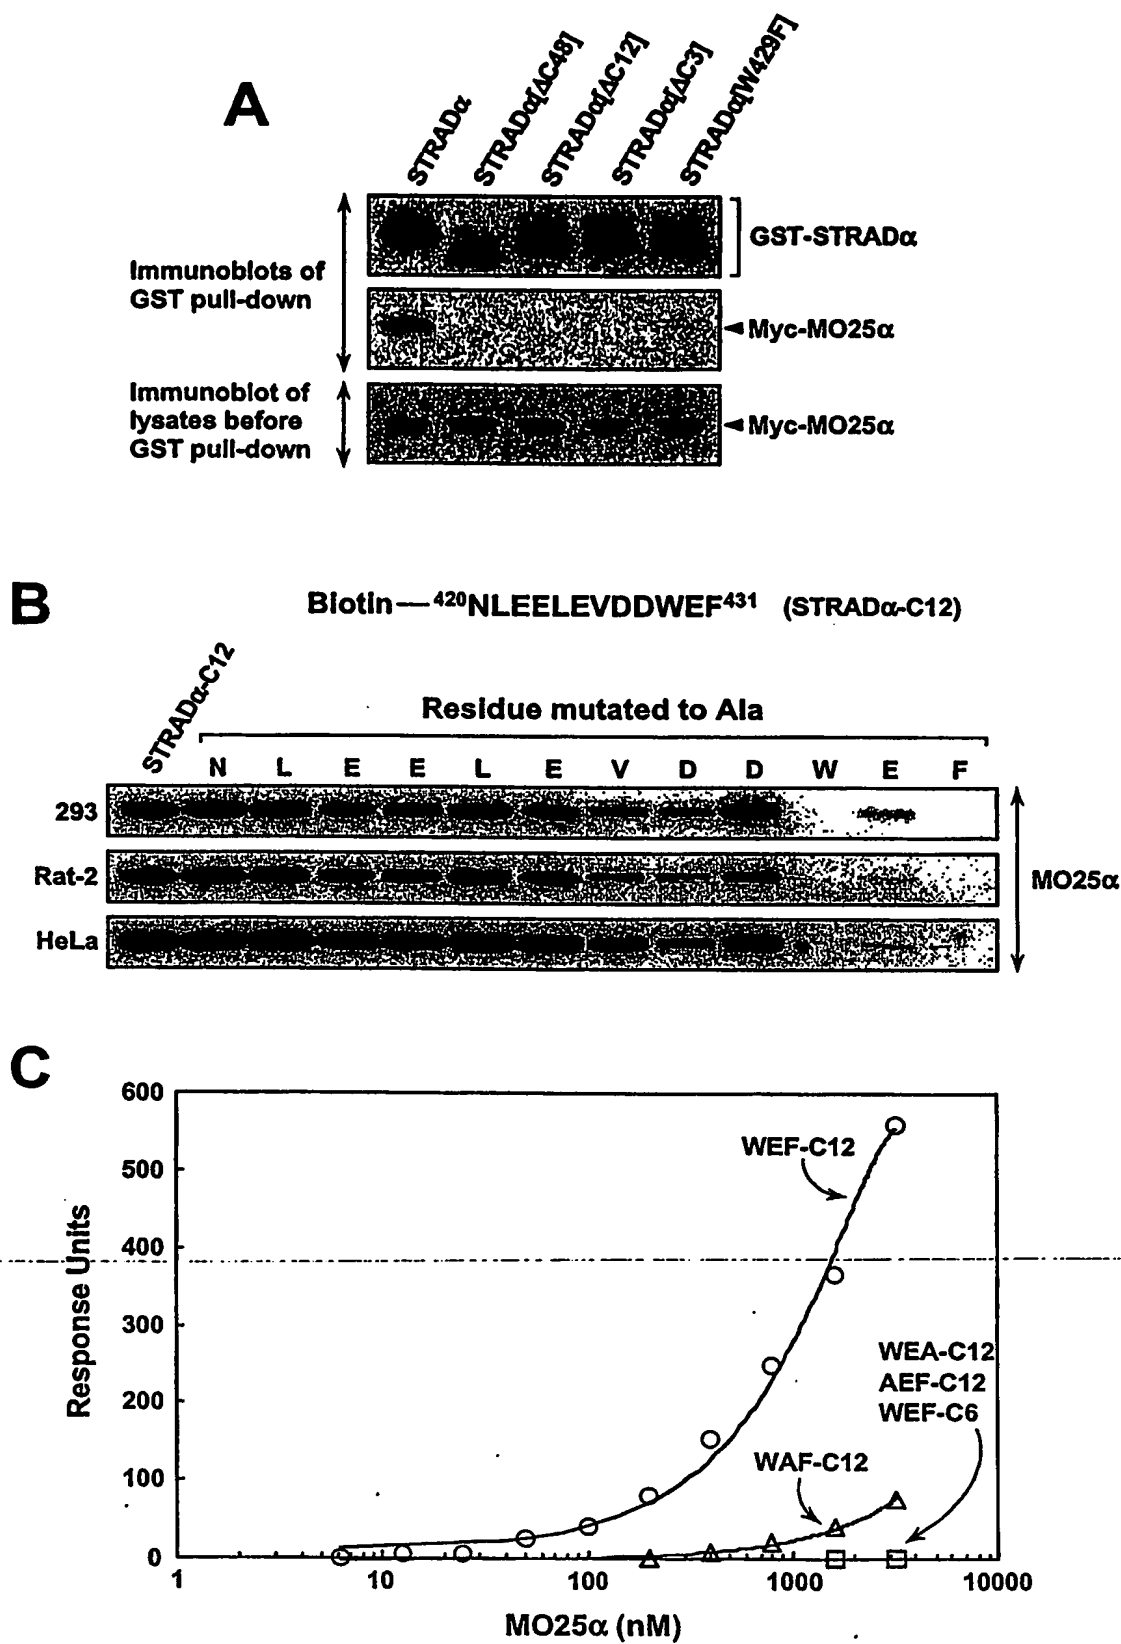 A
STRADα
STRADα[ΔC48]
STRADα[ΔC12]
STRADα[ΔC3]
STRADα[W429F]
Immunoblots of
GST pull-down
GST-STRADα
Myc-MO25α
Immunoblot of
lysates before
GST pull-down
Myc-MO25α
B
Biotin—⁴²⁰NLEELEVDDWEF⁴³¹ (STRADα-C12)
STRADα-C12
Residue mutated to Ala
N L E E L E V D D W E F
293
Rat-2
HeLa
MO25α
C
600
500
400
300
200
100
0
Response Units
WEF-C12
WEA-C12
AEF-C12
WEF-C6
WAF-C12
1 10 100 1000 10000
MO25α (nM)